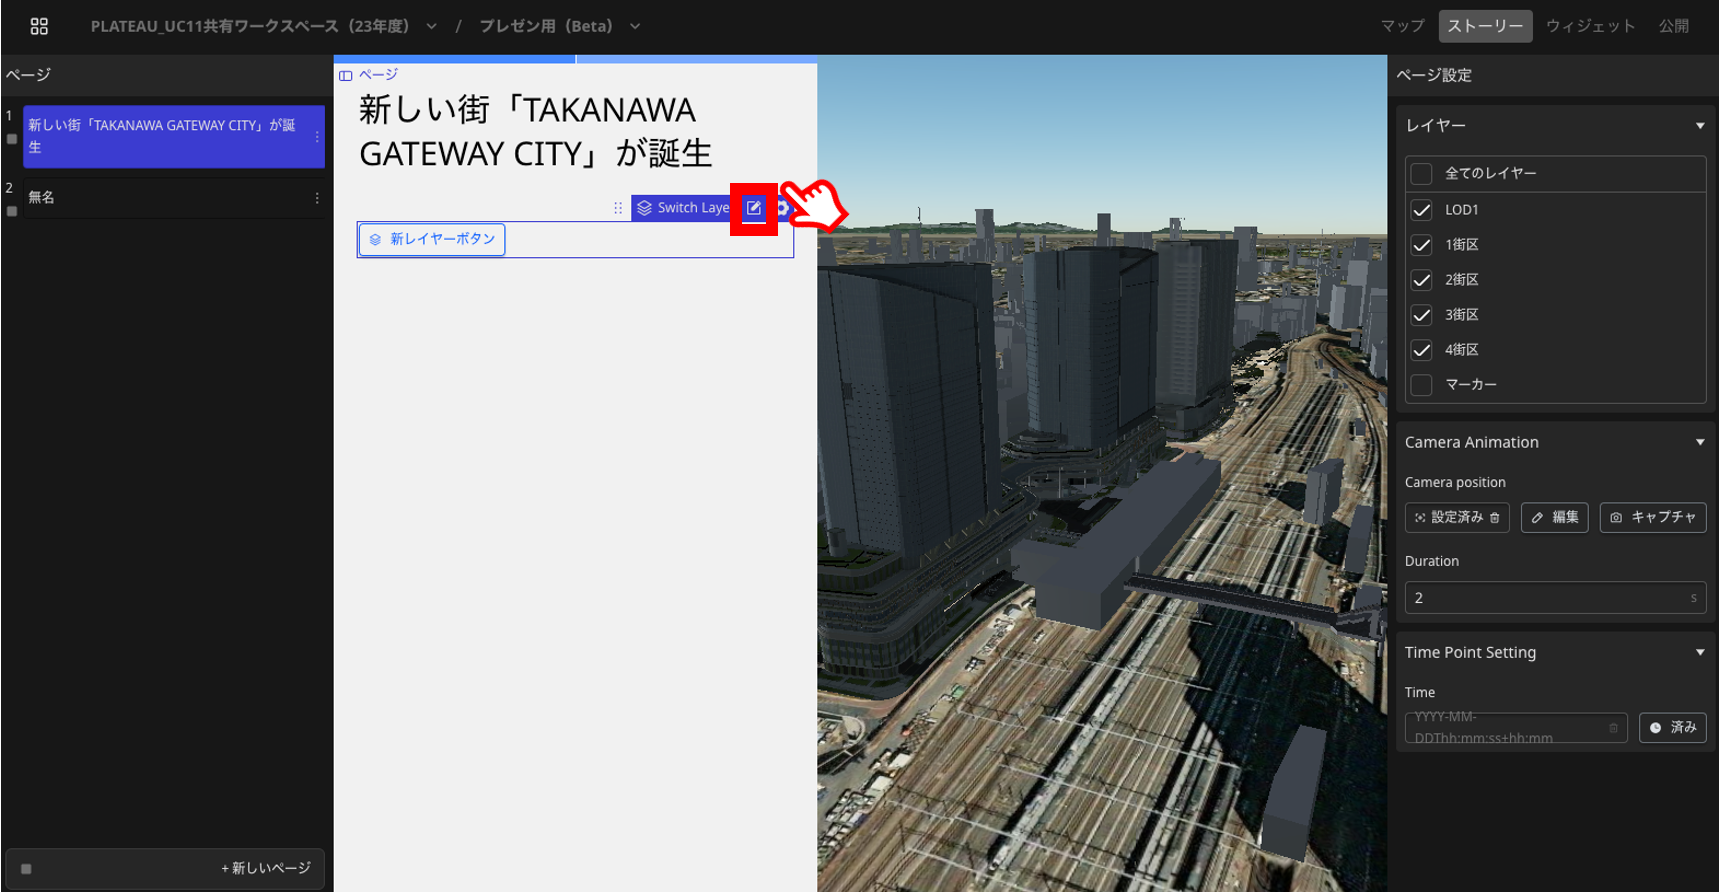 PLATEAU_UC11共有ワークスペース（23年度） / プレゼン用（Beta）
マップ ストーリー ウィジェット 公開
ページ
1
新しい街「TAKANAWA GATEWAY CITY」が誕
生
2
無名
+ 新しいページ
ページ
新しい街「TAKANAWA
GATEWAY CITY」が誕生
Switch Laye
新レイヤーボタン
ページ設定
レイヤー
全てのレイヤー
LOD1
1街区
2街区
3街区
4街区
マーカー
Camera Animation
Camera position
設定済み 編集 キャプチャ
Duration
2 s
Time Point Setting
Time
YYYY-MM-
DDThh:mm:ss+hh:mm
済み